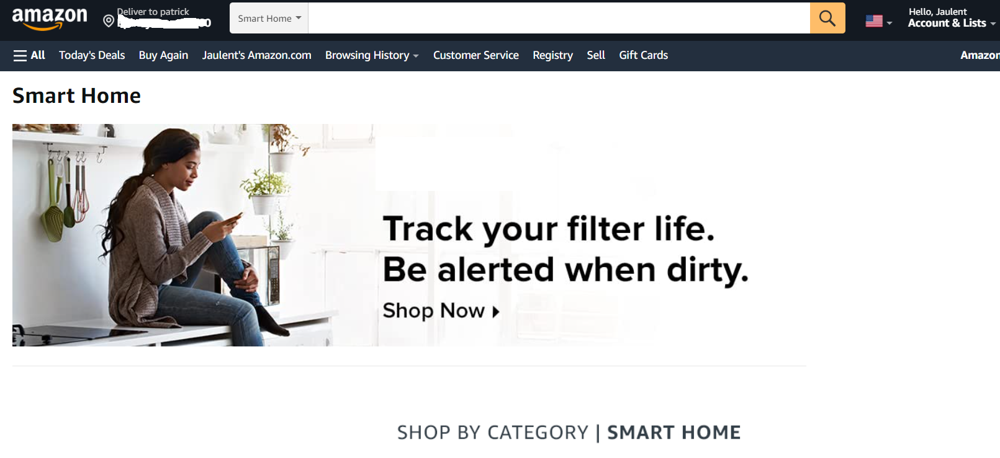 amazon
Deliver to patrick
Smart Home
Hello, Jaulent
Account & Lists
All Today's Deals Buy Again Jaulent's Amazon.com Browsing History Customer Service Registry Sell Gift Cards Amazon
Smart Home
Track your filter life.
Be alerted when dirty.
Shop Now
SHOP BY CATEGORY | SMART HOME